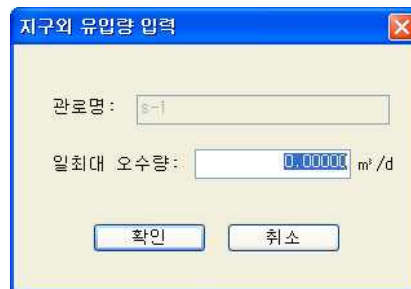 지구외 유입량 입력
관로명: s-1
일최대 오수량: 0.00000 m³/d
확인 취소